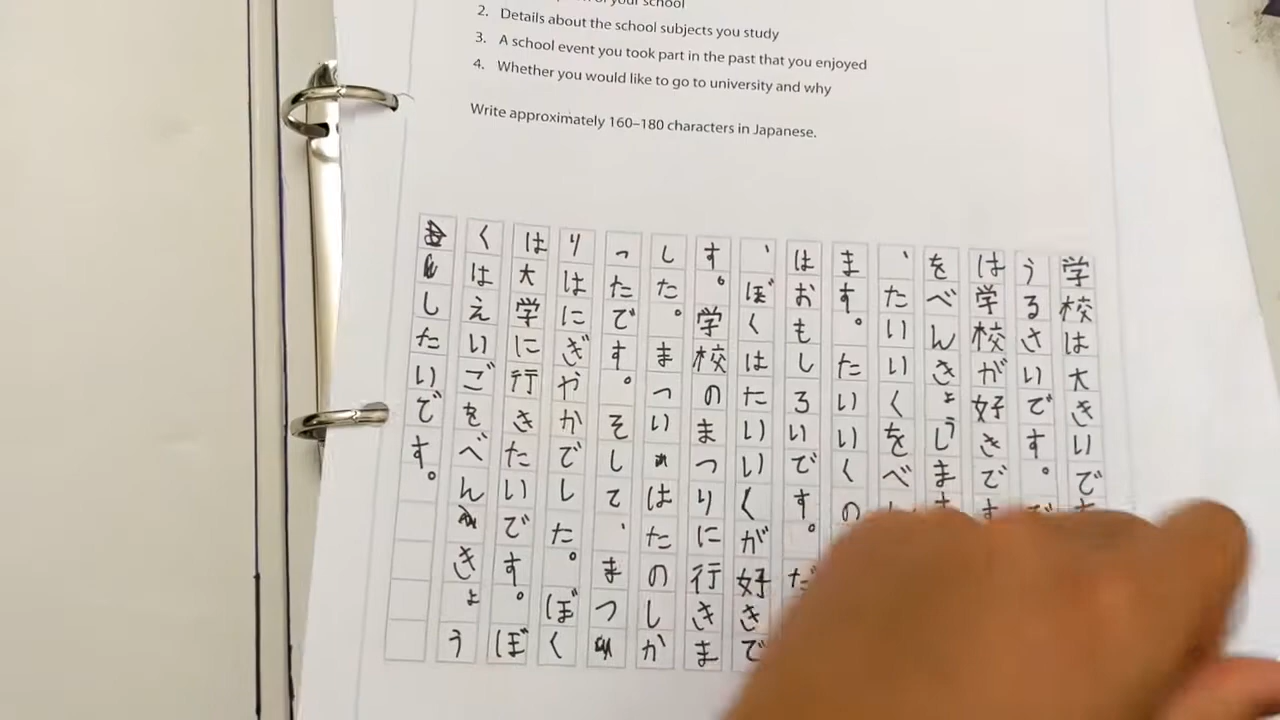 of your school
2. Details about the school subjects you study
3. A school event you took part in the past that you enjoyed
4. Whether you would like to go to university and why
Write approximately 160–180 characters in Japanese.
学校は大きいです
うるさいです。で
は学校が好きです
をべんきょうします
、たいいくをべん
ます。たいいくの
はおもしろいです。だ
、ぼくはたいいくが好きで
す。学校のまつりに行きま
した。まついはたのしか
ったです。そして、まつ
りはにぎやかでした。ぼく
は大学に行きたいです。ぼ
くはえいごをべんきょう
したいです。